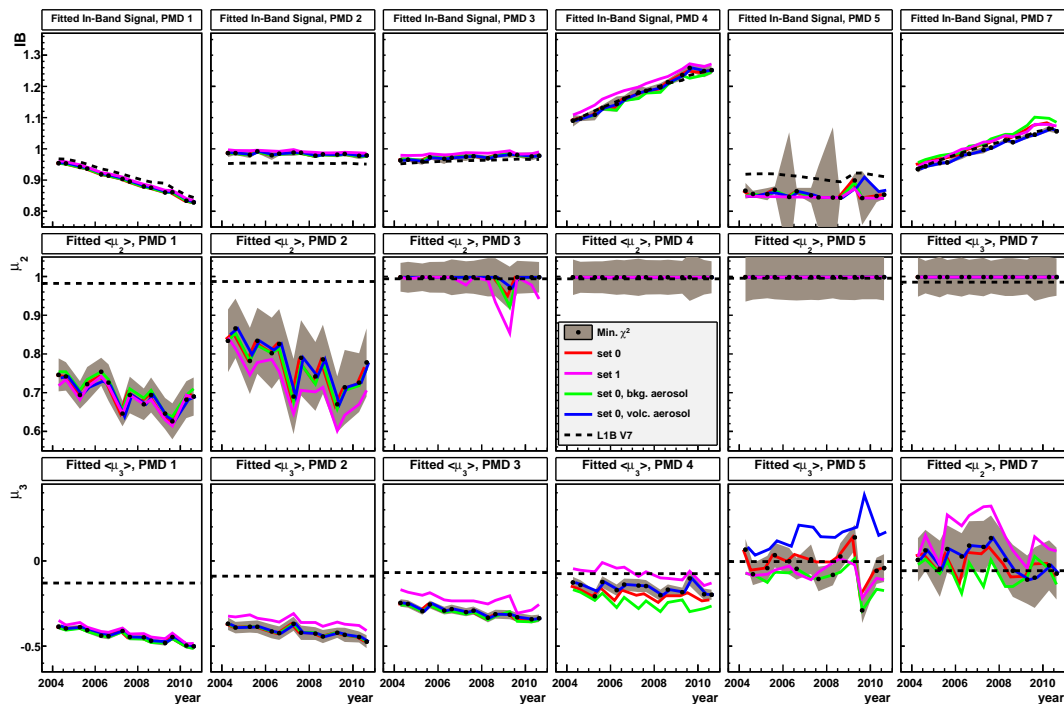 Fitted In-Band Signal, PMD 1
Fitted In-Band Signal, PMD 2
Fitted In-Band Signal, PMD 3
Fitted In-Band Signal, PMD 4
Fitted In-Band Signal, PMD 5
Fitted In-Band Signal, PMD 7
IB
1.3
1.2
1.1
1
0.9
0.8
Fitted <μ₂>, PMD 1
Fitted <μ₂>, PMD 2
Fitted <μ₂>, PMD 3
Fitted <μ₂>, PMD 4
Fitted <μ₂>, PMD 5
Fitted <μ₃>, PMD 7
μ₂
1
0.9
0.8
0.7
0.6
Min. χ²
set 0
set 1
set 0, bkg. aerosol
set 0, volc. aerosol
L1B V7
Fitted <μ₃>, PMD 1
Fitted <μ₃>, PMD 2
Fitted <μ₃>, PMD 3
Fitted <μ₃>, PMD 4
Fitted <μ₃>, PMD 5
Fitted <μ₂>, PMD 7
μ₃
0
-0.5
2004 2006 2008 2010
2004 2006 2008 2010
2004 2006 2008 2010
2004 2006 2008 2010
2004 2006 2008 2010
2004 2006 2008 2010
year
year
year
year
year
year